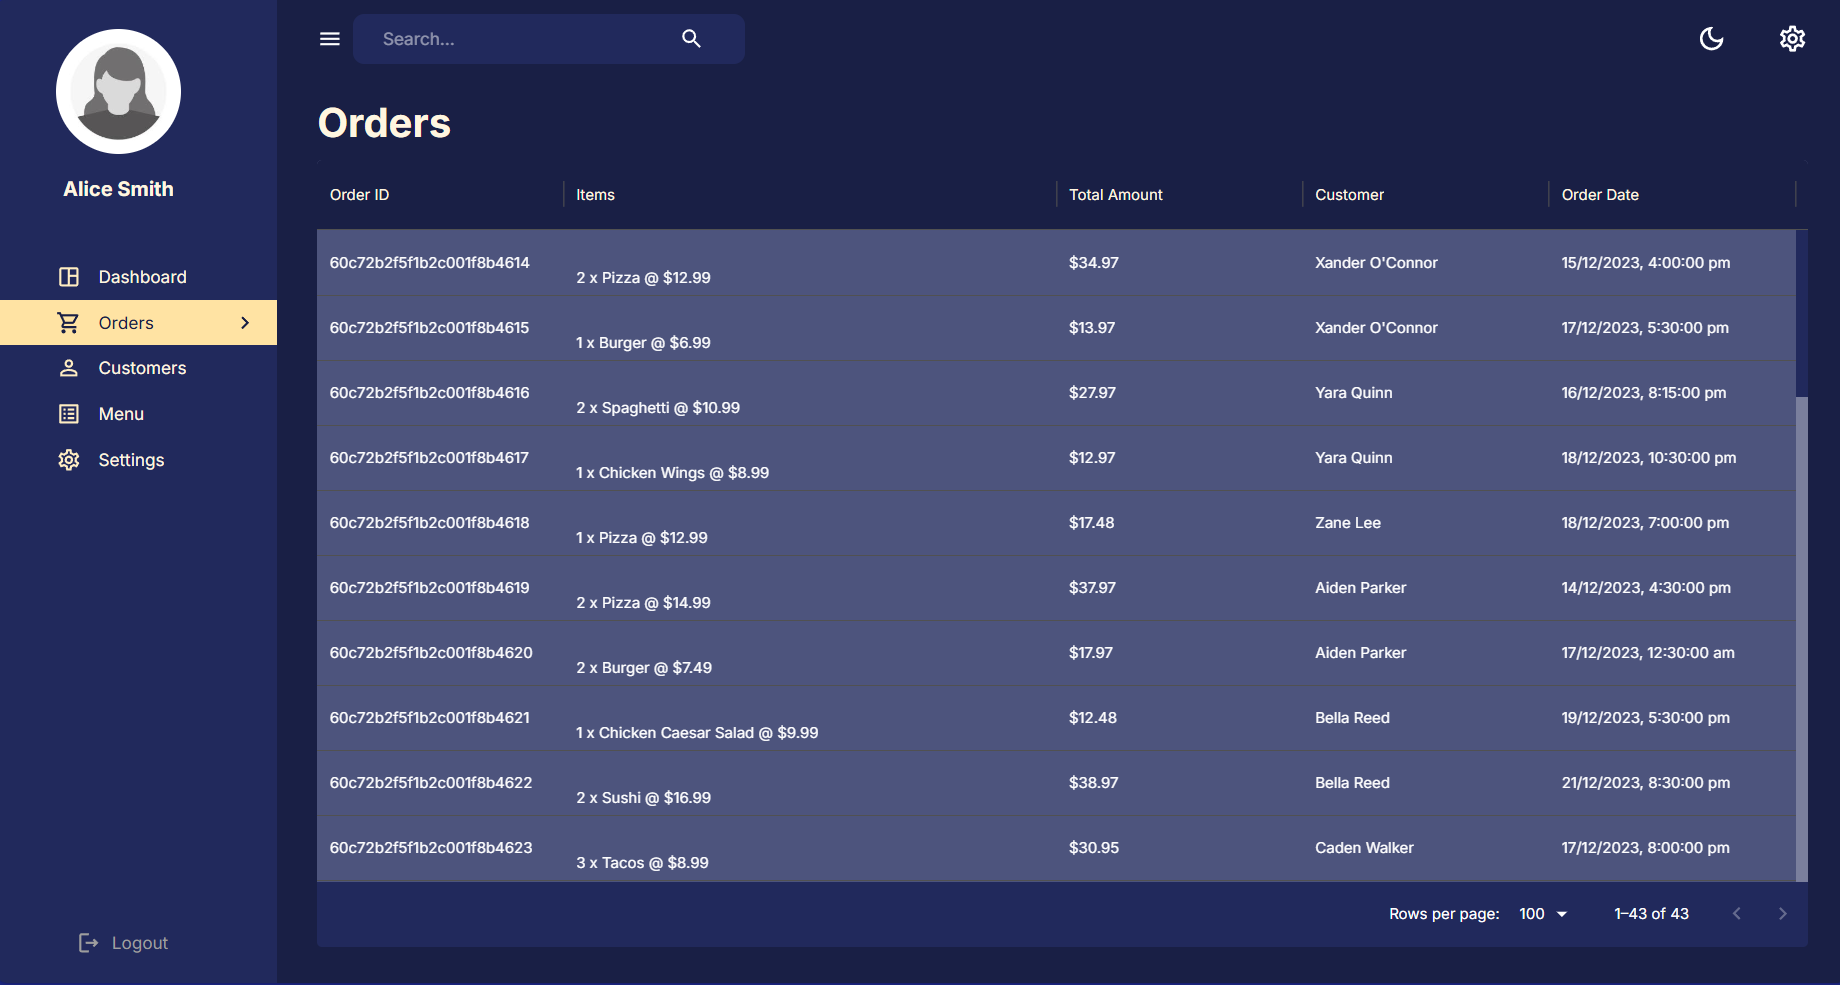 Alice Smith
Dashboard
Orders
Customers
Menu
Settings
Logout
Search...
Orders
Order ID Items Total Amount Customer Order Date
60c72b2f5f1b2c001f8b4614 2 x Pizza @ $12.99 $34.97 Xander O'Connor 15/12/2023, 4:00:00 pm
60c72b2f5f1b2c001f8b4615 1 x Burger @ $6.99 $13.97 Xander O'Connor 17/12/2023, 5:30:00 pm
60c72b2f5f1b2c001f8b4616 2 x Spaghetti @ $10.99 $27.97 Yara Quinn 16/12/2023, 8:15:00 pm
60c72b2f5f1b2c001f8b4617 1 x Chicken Wings @ $8.99 $12.97 Yara Quinn 18/12/2023, 10:30:00 pm
60c72b2f5f1b2c001f8b4618 1 x Pizza @ $12.99 $17.48 Zane Lee 18/12/2023, 7:00:00 pm
60c72b2f5f1b2c001f8b4619 2 x Pizza @ $14.99 $37.97 Aiden Parker 14/12/2023, 4:30:00 pm
60c72b2f5f1b2c001f8b4620 2 x Burger @ $7.49 $17.97 Aiden Parker 17/12/2023, 12:30:00 am
60c72b2f5f1b2c001f8b4621 1 x Chicken Caesar Salad @ $9.99 $12.48 Bella Reed 19/12/2023, 5:30:00 pm
60c72b2f5f1b2c001f8b4622 2 x Sushi @ $16.99 $38.97 Bella Reed 21/12/2023, 8:30:00 pm
60c72b2f5f1b2c001f8b4623 3 x Tacos @ $8.99 $30.95 Caden Walker 17/12/2023, 8:00:00 pm
Rows per page: 100 1–43 of 43